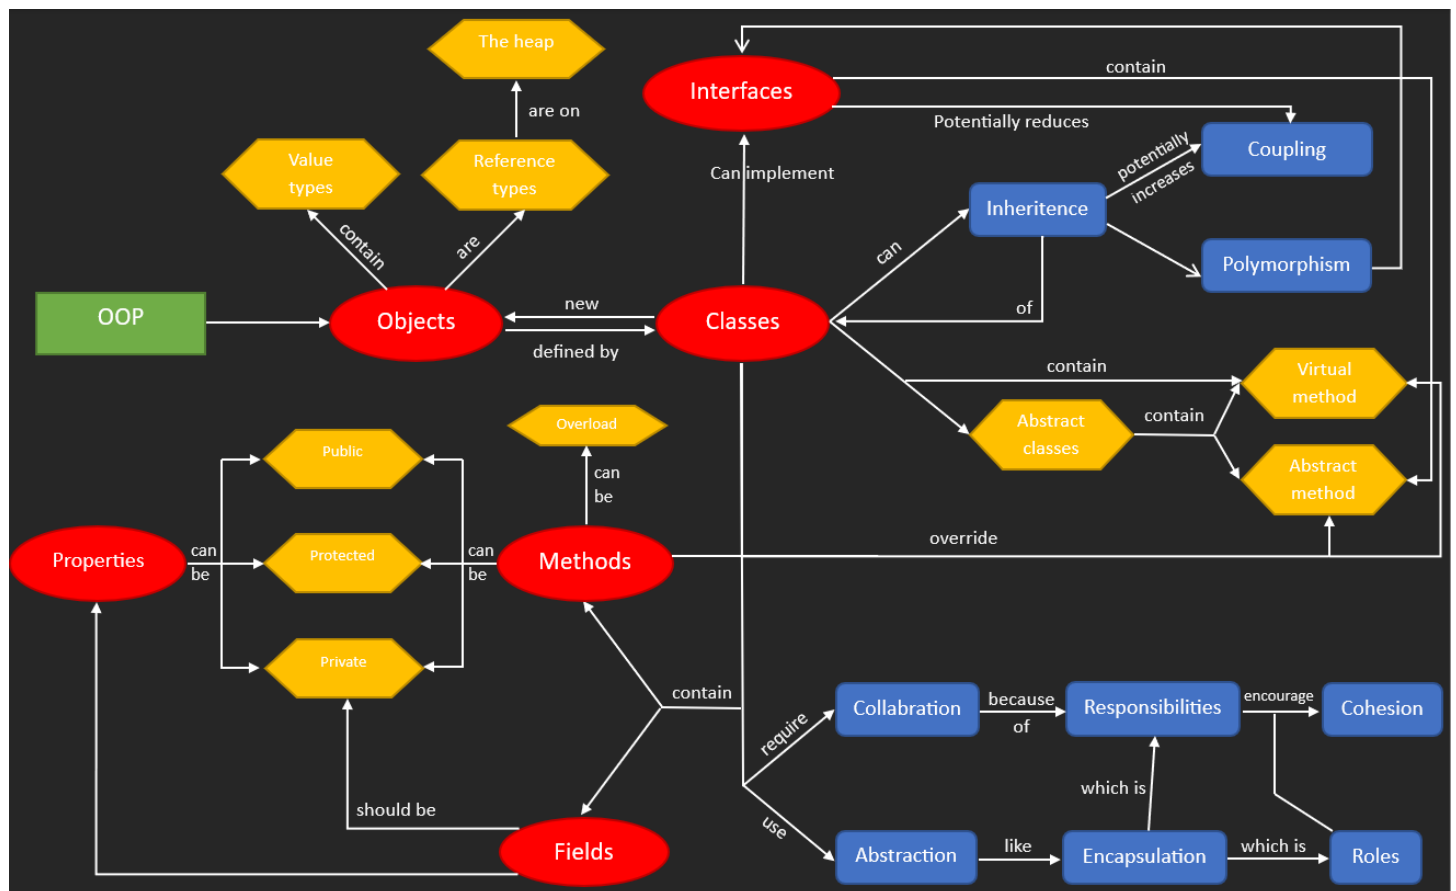 The heap
are on
Value
types
Reference
types
contain
are
OOP
Objects
new
defined by
Classes
Can implement
Interfaces
contain
Potentially reduces
Coupling
potentially
increases
Inheritence
Polymorphism
can
of
contain
Virtual
method
Abstract
classes
contain
Abstract
method
Overload
can
be
Public
Protected
Private
Properties
can
be
can
be
Methods
override
contain
should be
Fields
require
use
Collabration
because
of
Responsibilities
encourage
Cohesion
which is
Abstraction
like
Encapsulation
which is
Roles